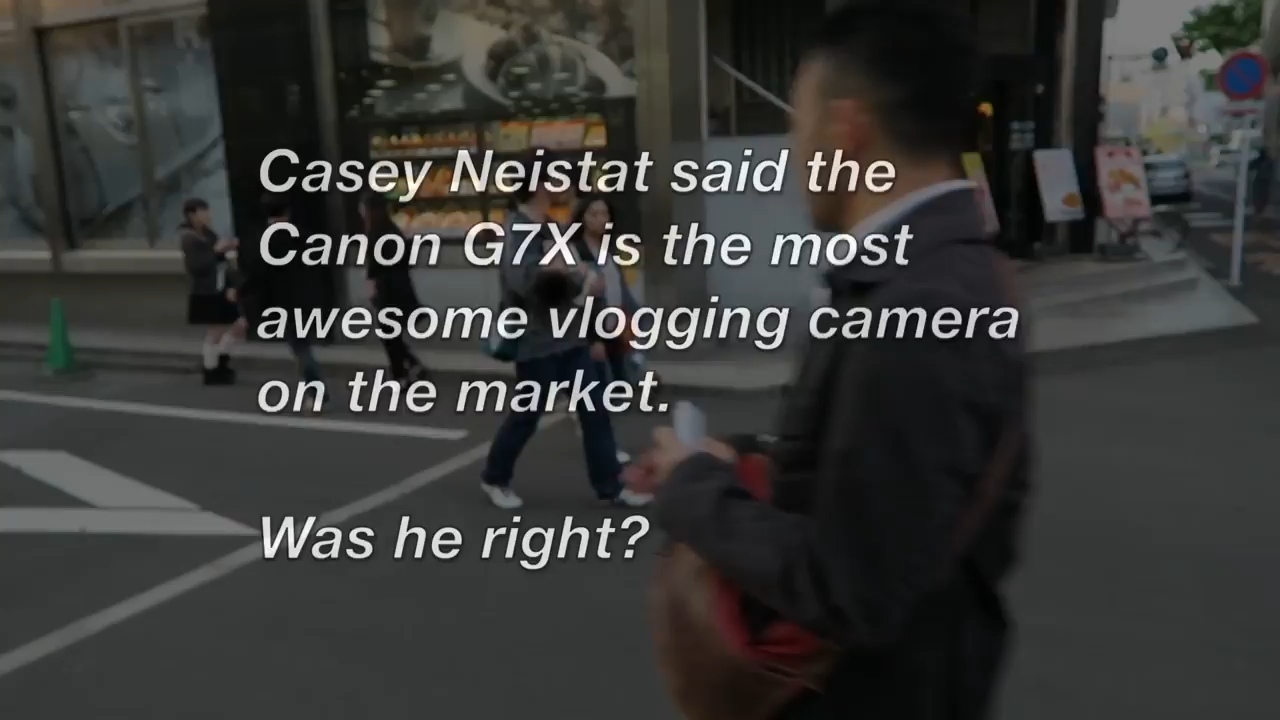 Casey Neistat said the
Canon G7X is the most
awesome vlogging camera
on the market.
Was he right?